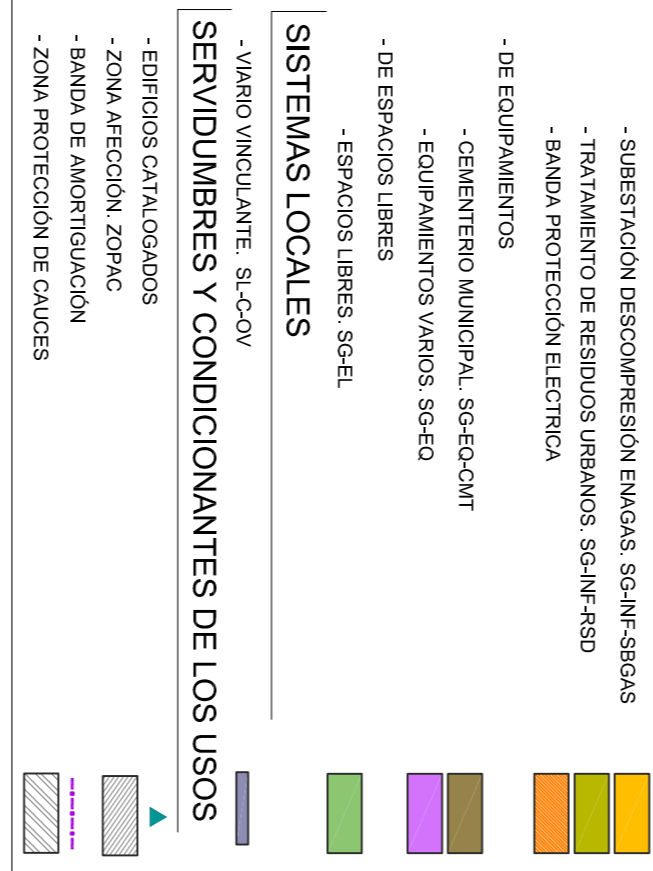 - SUBESTACIÓN DESCOMPRESIÓN ENAGAS. SG-INF-SBGAS
- TRATAMIENTO DE RESIDUOS URBANOS. SG-INF-RSD
- BANDA PROTECCIÓN ELECTRICA
- DE EQUIPAMIENTOS
- CEMENTERIO MUNICIPAL. SG-EQ-CMT
- EQUIPAMIENTOS VARIOS. SG-EQ
- DE ESPACIOS LIBRES
- ESPACIOS LIBRES. SG-EL
SISTEMAS LOCALES
- VIARIO VINCULANTE. SL-C-OV
SERVIDUMBRES Y CONDICIONANTES DE LOS USOS
- EDIFICIOS CATALOGADOS
- ZONA AFECCIÓN. ZOPAC
- BANDA DE AMORTIGUACIÓN
- ZONA PROTECCIÓN DE CAUCES